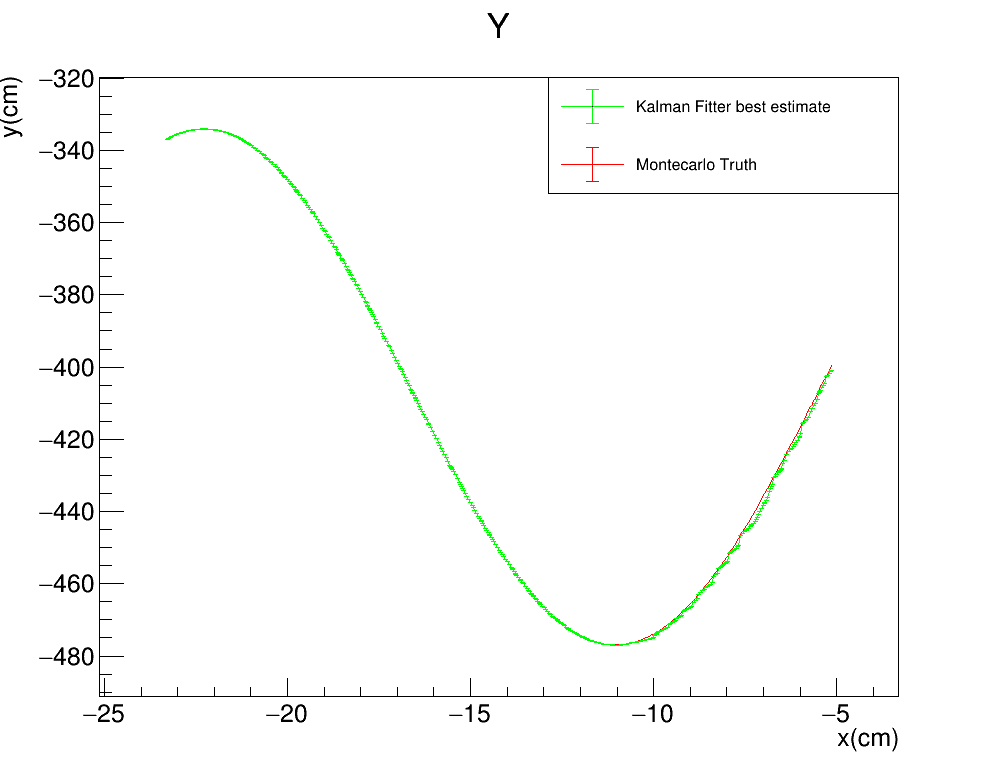 Y
y(cm)
−320
−340
−360
−380
−400
−420
−440
−460
−480
Kalman Fitter best estimate
Montecarlo Truth
−25 −20 −15 −10 −5
x(cm)